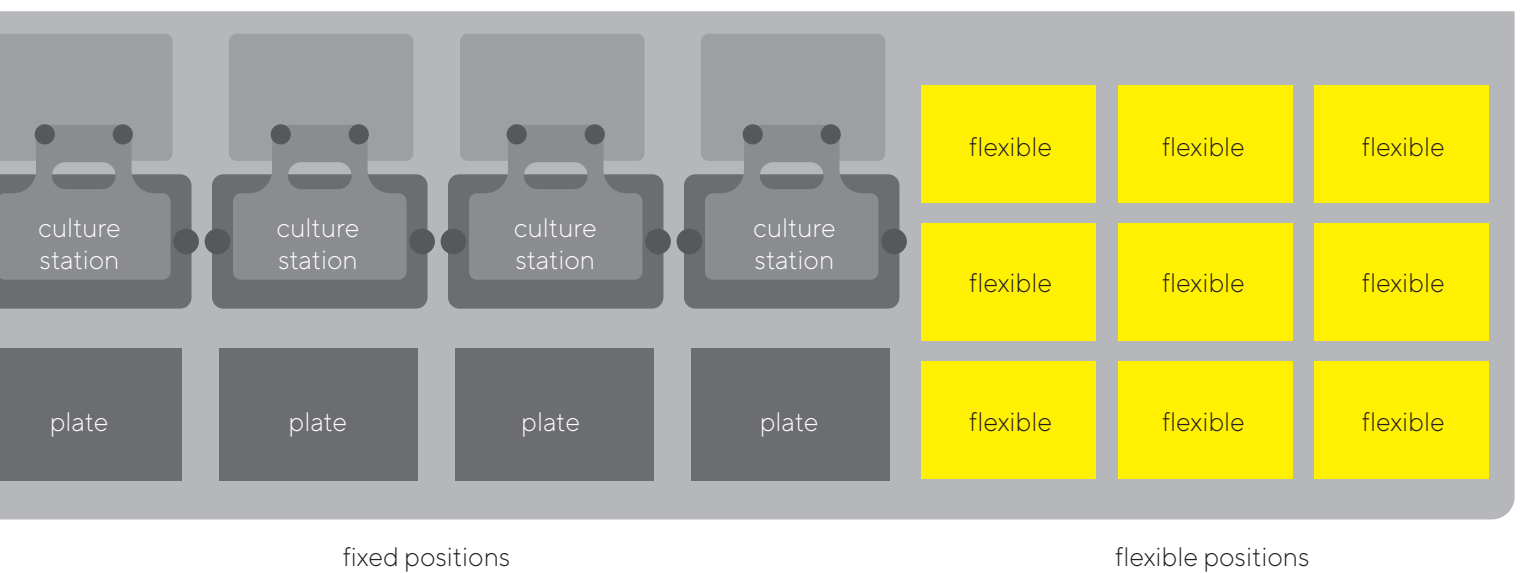 flexible flexible flexible
culture culture culture culture
station station station station
flexible flexible flexible
plate plate plate plate
flexible flexible flexible
fixed positions
flexible positions